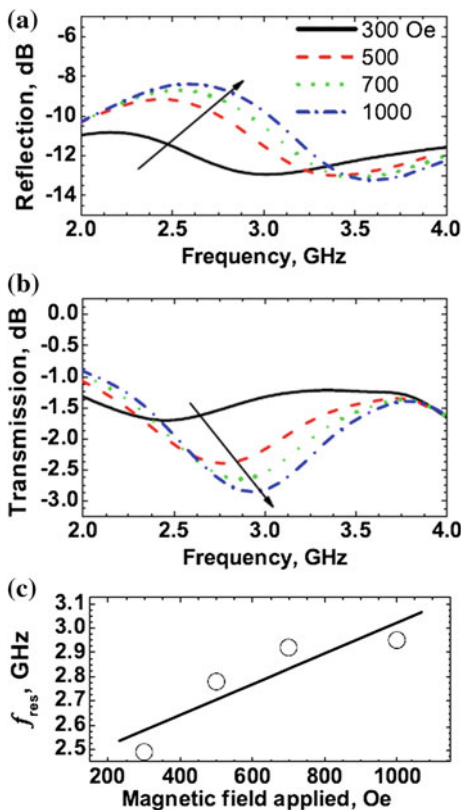 (a)
Reflection, dB
-6
-8
-10
-12
-14
300 Oe
500
700
1000
2.0 2.5 3.0 3.5 4.0
Frequency, GHz
(b)
Transmission, dB
0.0
-0.5
-1.0
-1.5
-2.0
-2.5
-3.0
2.0 2.5 3.0 3.5 4.0
Frequency, GHz
(c)
f_res, GHz
3.1
3.0
2.9
2.8
2.7
2.6
2.5
200 400 600 800 1000
Magnetic field applied, Oe